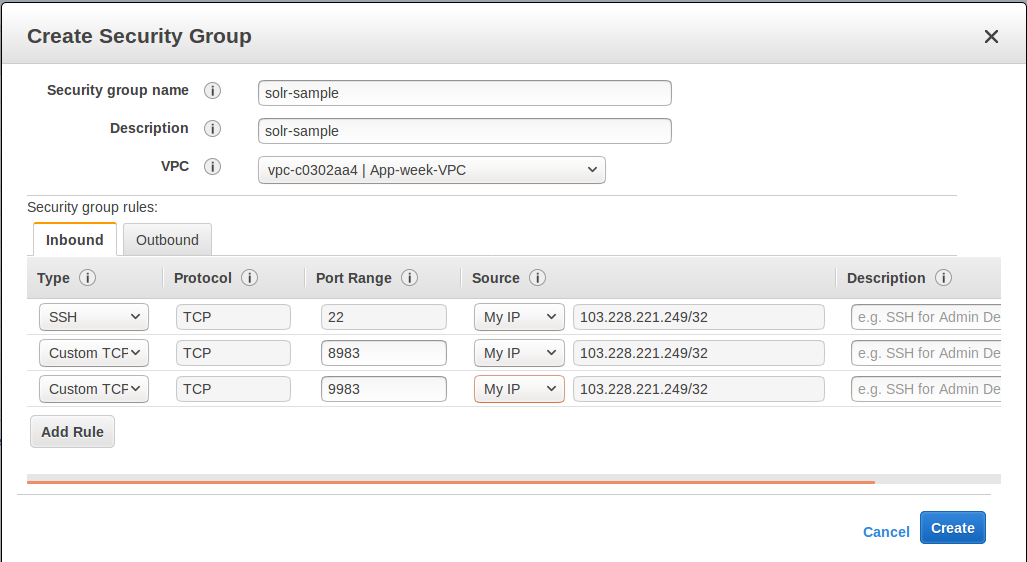 Create Security Group
Security group name i solr-sample
Description i solr-sample
VPC i vpc-c0302aa4 | App-week-VPC
Security group rules:
Inbound Outbound
Type i Protocol i Port Range i Source i Description i
SSH TCP 22 My IP 103.228.221.249/32 e.g. SSH for Admin De
Custom TCP TCP 8983 My IP 103.228.221.249/32 e.g. SSH for Admin De
Custom TCP TCP 9983 My IP 103.228.221.249/32 e.g. SSH for Admin De
Add Rule
Cancel Create